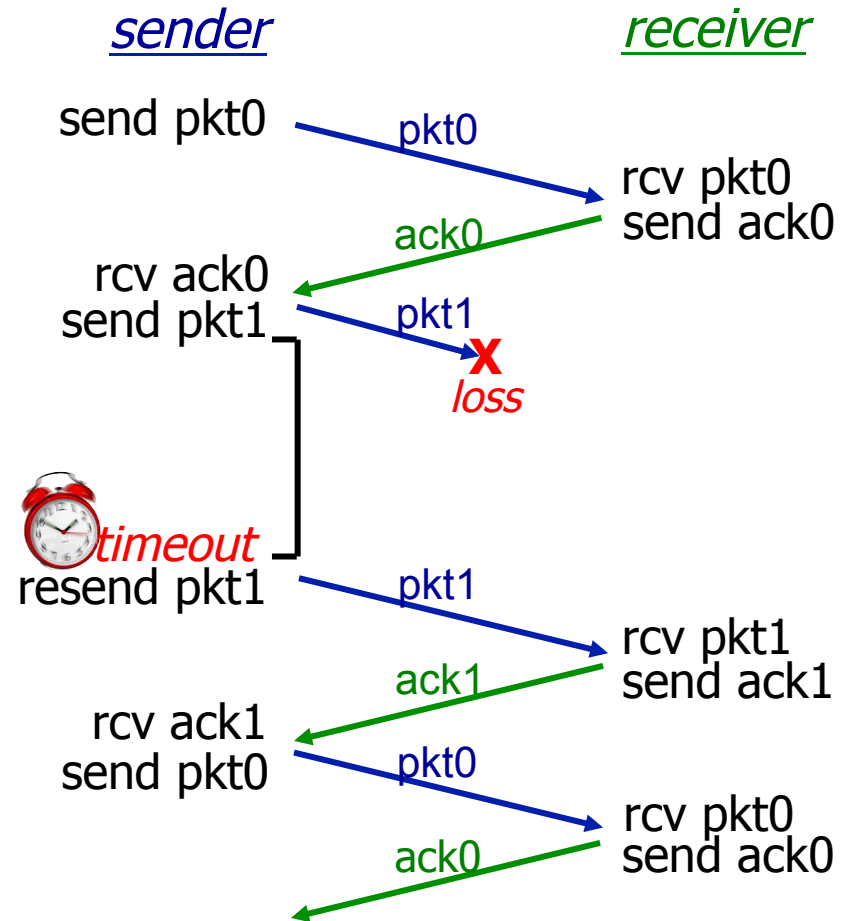 sender
receiver
send pkt0
pkt0
rcv pkt0
send ack0
ack0
rcv ack0
send pkt1
pkt1
X
loss
timeout
resend pkt1
pkt1
rcv pkt1
send ack1
ack1
rcv ack1
send pkt0
pkt0
rcv pkt0
send ack0
ack0